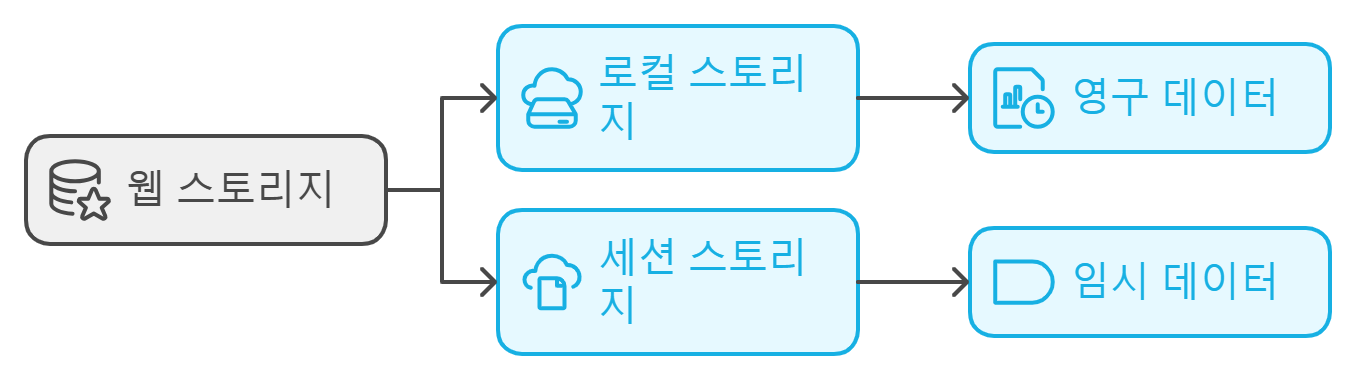 웹 스토리지
로컬 스토리
지
영구 데이터
세션 스토리
지
임시 데이터